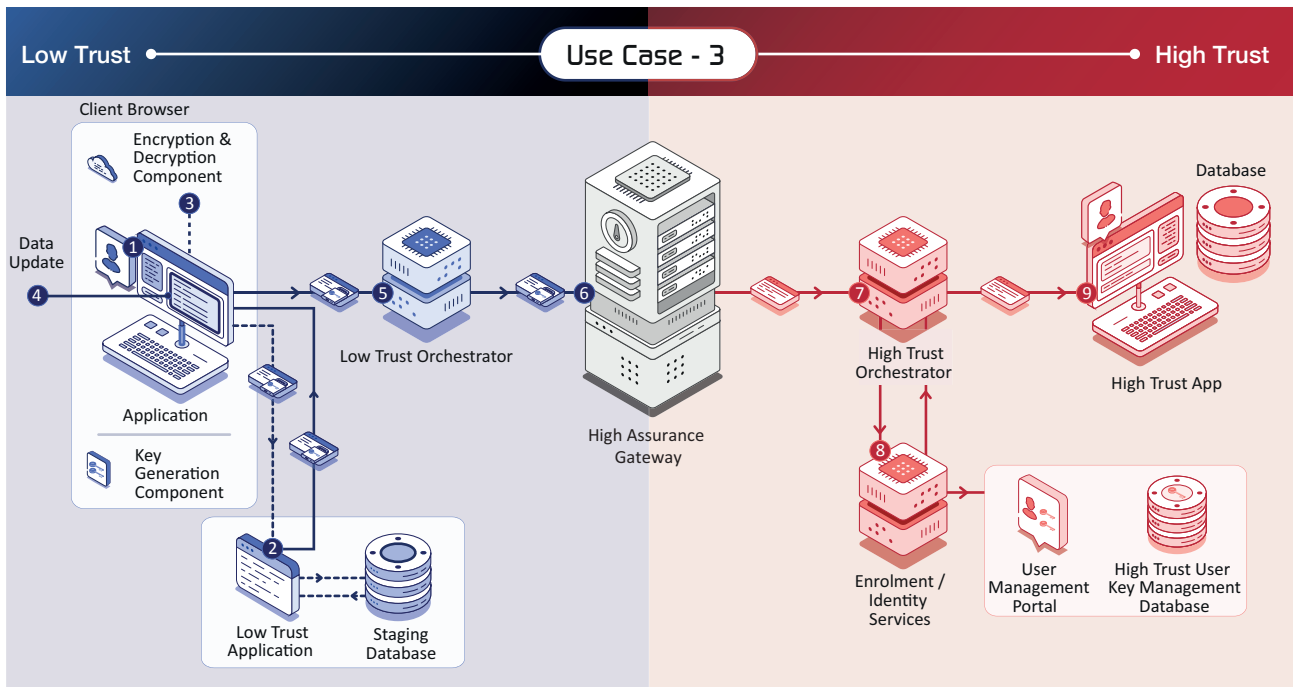 Low Trust
Use Case - 3
High Trust
Client Browser
Encryption &
Decryption
Component
3
1
Data
Update
4
Application
Key
Generation
Component
2
Low Trust
Application
Staging
Database
5
Low Trust Orchestrator
6
High Assurance
Gateway
7
High Trust
Orchestrator
8
Enrolment /
Identity
Services
User
Management
Portal
High Trust User
Key Management
Database
9
High Trust App
Database